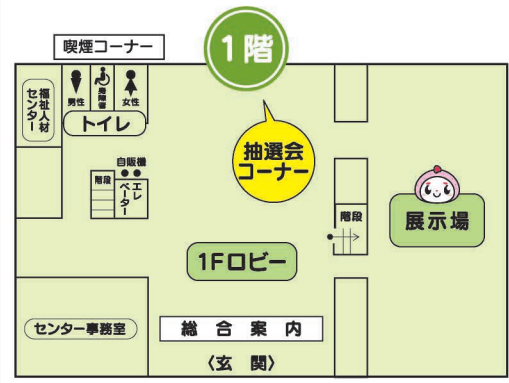 1階
喫煙コーナー
福祉人材
センター
男性
身障者
女性
トイレ
自販機
階段
エレ
ベーター
抽選会
コーナー
階段
展示場
1Fロビー
センター事務室
総合案内
〈玄 関〉